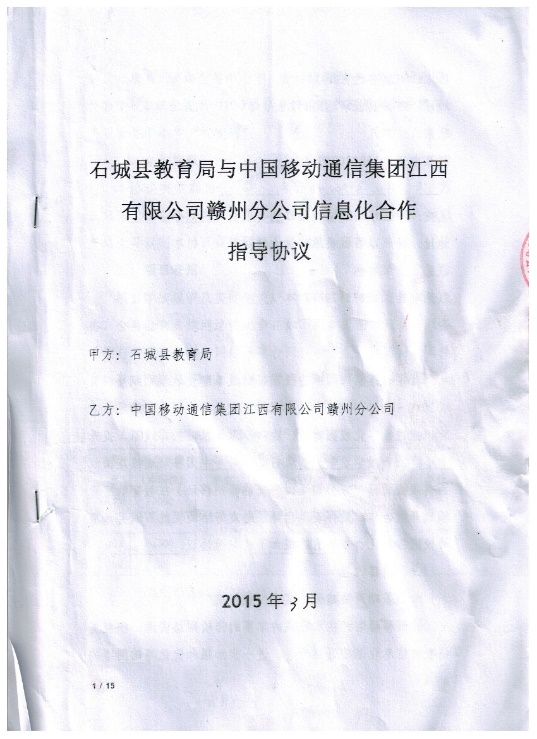 石城县教育局与中国移动通信集团江西
有限公司赣州分公司信息化合作
指导协议
甲方：石城县教育局
乙方：中国移动通信集团江西有限公司赣州分公司
2015年3月
1 / 15